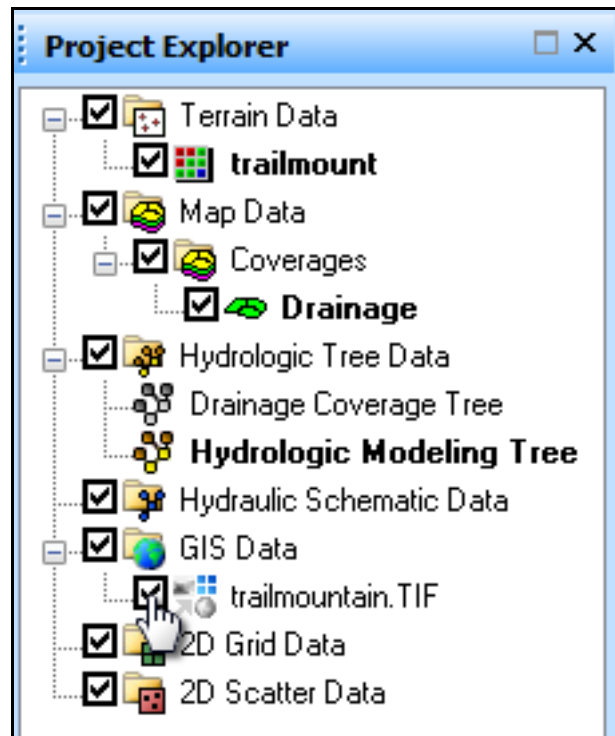 Project Explorer
Terrain Data
trailmount
Map Data
Coverages
Drainage
Hydrologic Tree Data
Drainage Coverage Tree
Hydrologic Modeling Tree
Hydraulic Schematic Data
GIS Data
trailmountain.TIF
2D Grid Data
2D Scatter Data